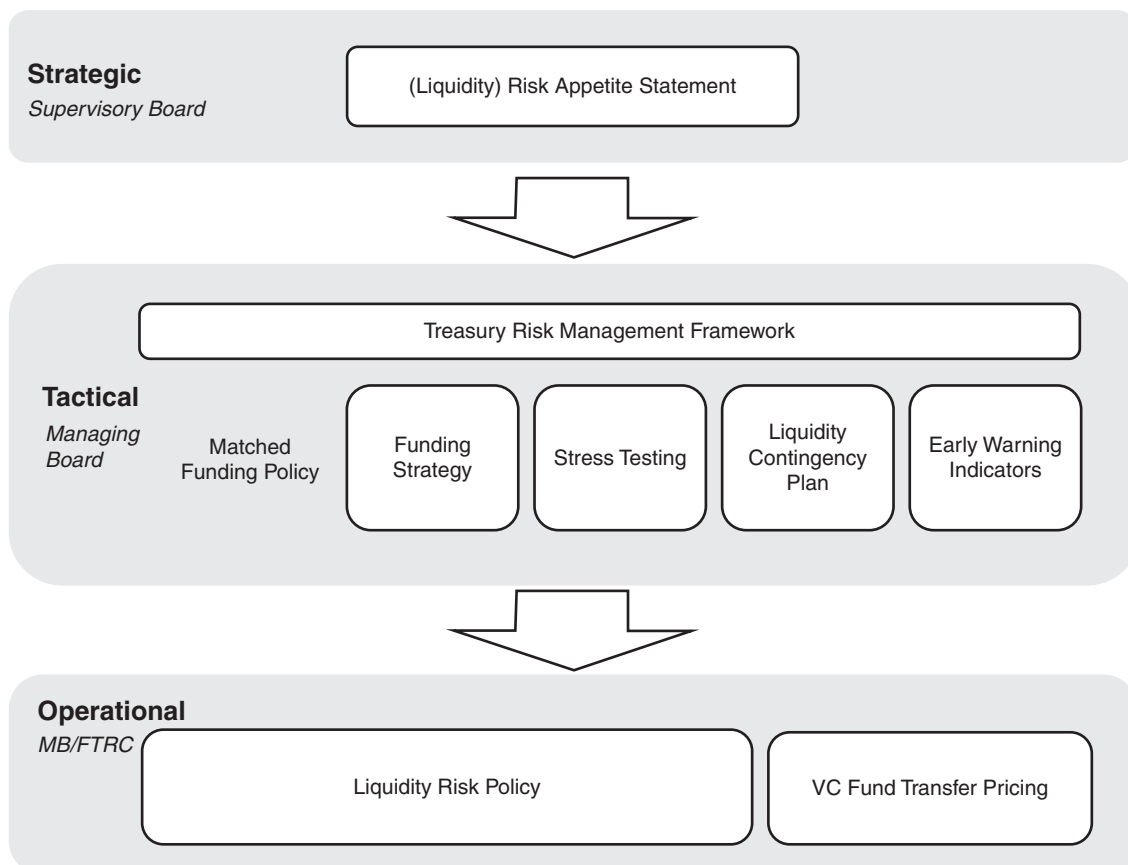 Strategic
Supervisory Board
(Liquidity) Risk Appetite Statement
Treasury Risk Management Framework
Tactical
Managing
Board
Matched
Funding Policy
Funding
Strategy
Stress Testing
Liquidity
Contingency
Plan
Early Warning
Indicators
Operational
MB/FTRC
Liquidity Risk Policy
VC Fund Transfer Pricing